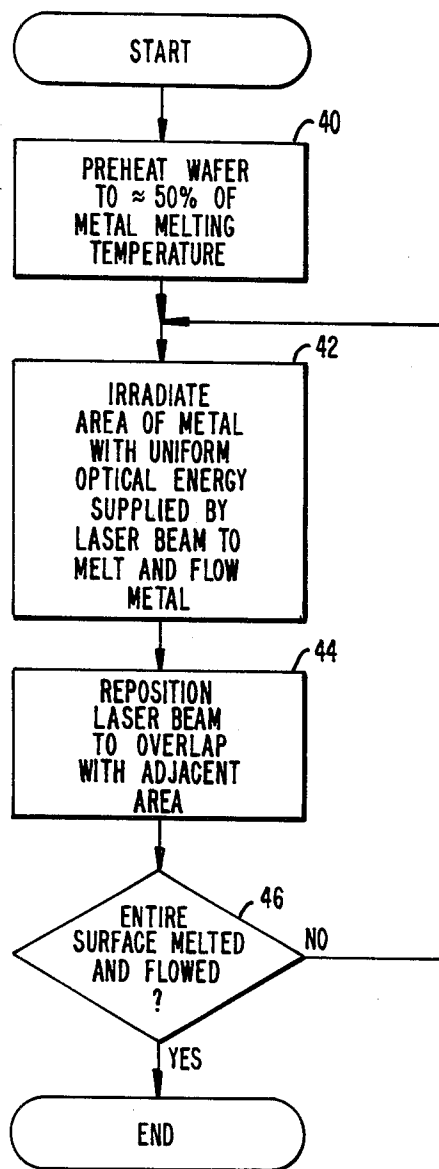 START
40
PREHEAT WAFER
TO ≈ 50% OF
METAL MELTING
TEMPERATURE
42
IRRADIATE
AREA OF METAL
WITH UNIFORM
OPTICAL ENERGY
SUPPLIED BY
LASER BEAM TO
MELT AND FLOW
METAL
44
REPOSITION
LASER BEAM
TO OVERLAP
WITH ADJACENT
AREA
46
ENTIRE
SURFACE MELTED
AND FLOWED
?
NO
YES
END